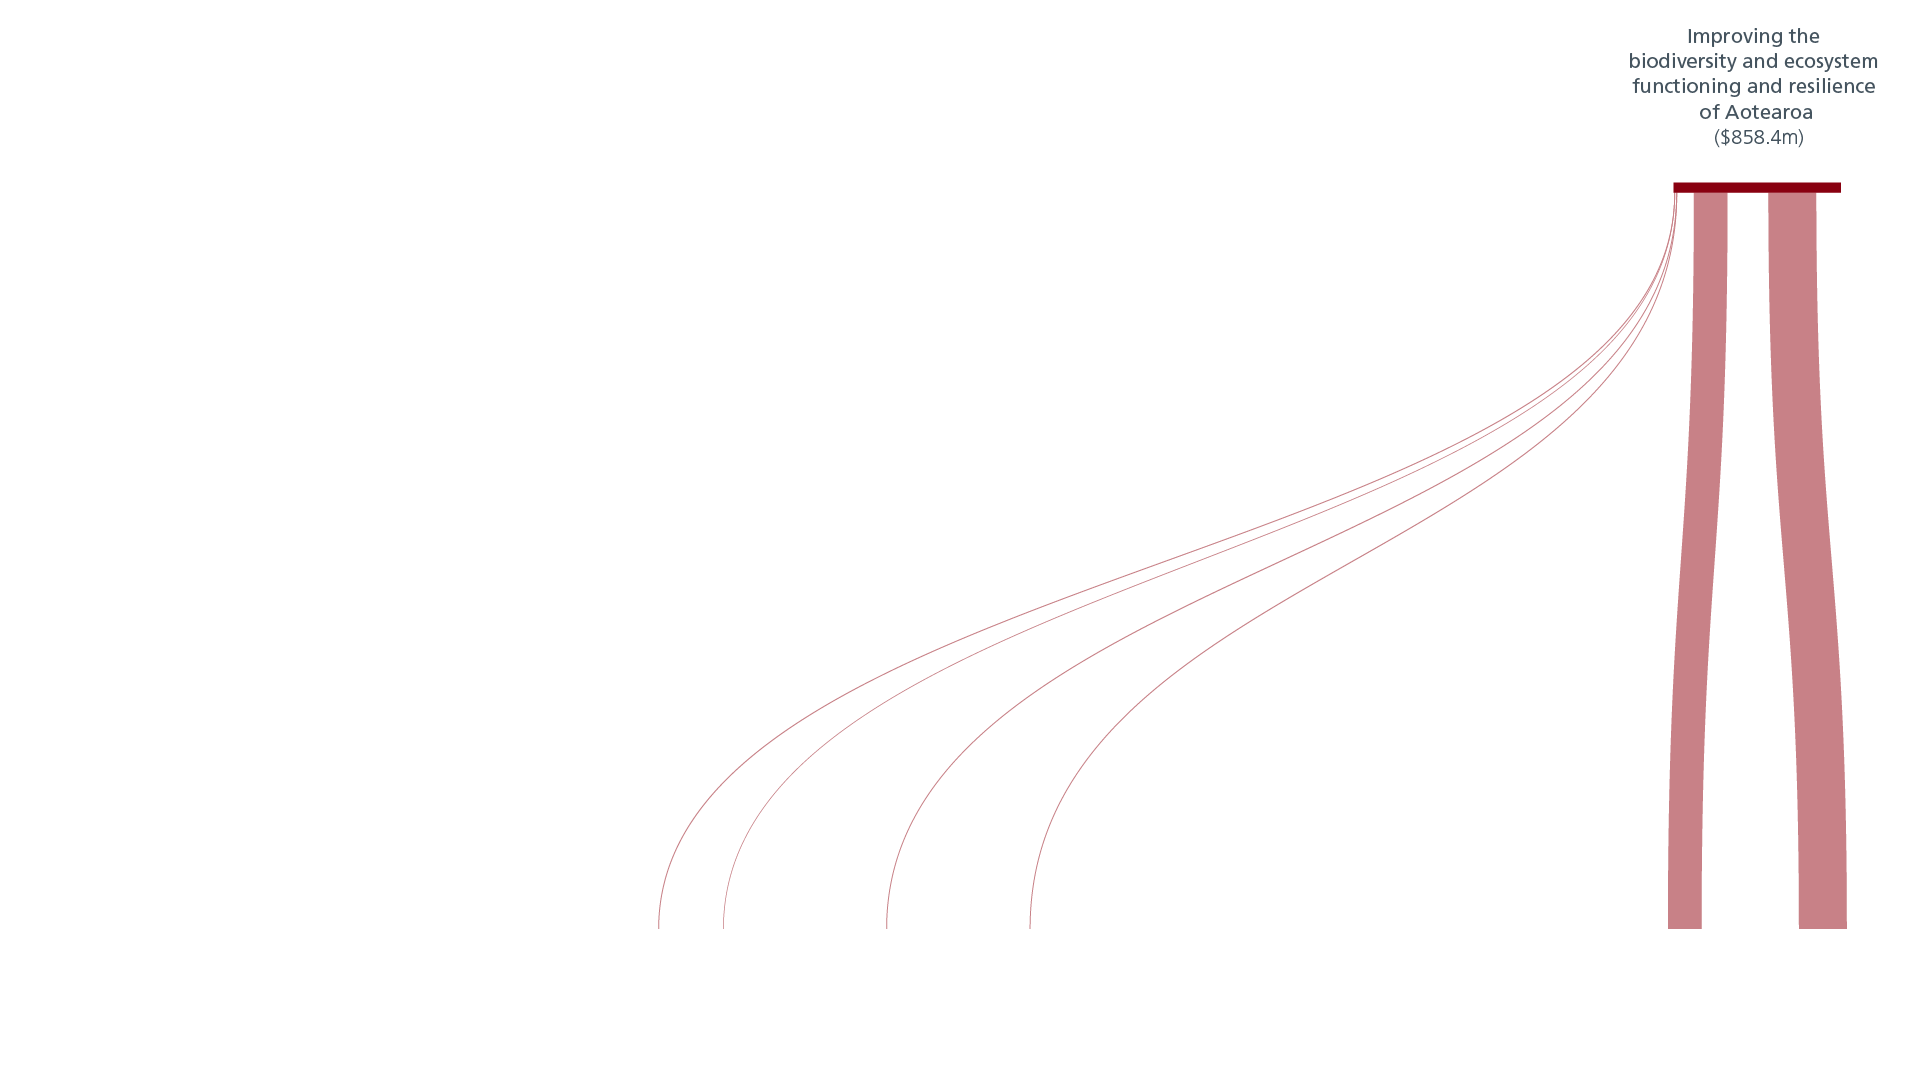 Improving the
biodiversity and ecosystem
functioning and resilience
of Aotearoa
($858.4m)